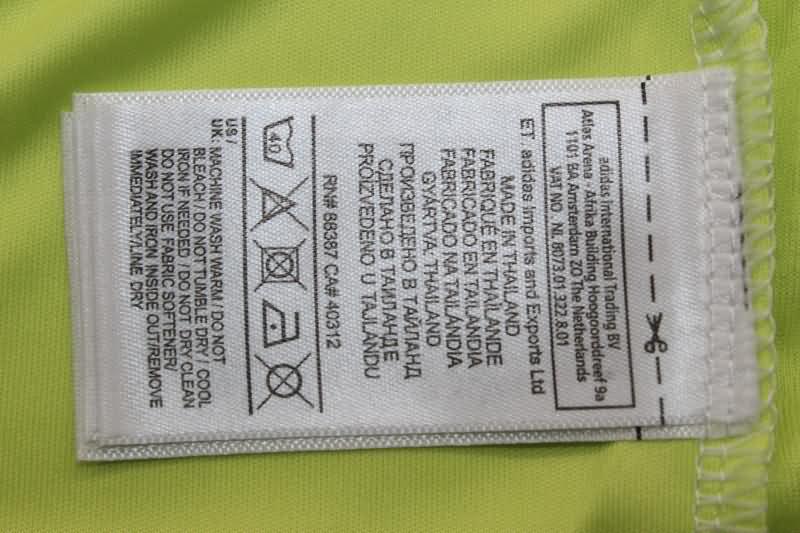 adidas International Trading BV
Atlas Arena - Afrika Building Hoogoorddreef 9a
1101 BA Amsterdam ZO The Netherlands
VAT NO. NL 8073.01.322.8.01
ET adidas Imports and Exports Ltd
MADE IN THAILAND
FABRIQUÉ EN THAÏLANDE
FABRICADO EN TAILANDIA
FABRICADO NA TAILÂNDIA
GYÁRTVA: THAIFÖLD
ПРОИЗВЕДЕНО В ТАЙЛАНД
СДЕЛАНО В ТАИЛАНДЕ
PROIZVEDENO U TAJLANDU
RN# 88387 CA# 40312
40
US /
UK: MACHINE WASH WARM / DO NOT
BLEACH / DO NOT TUMBLE DRY / COOL
IRON IF NEEDED / DO NOT DRY CLEAN
DO NOT USE FABRIC SOFTENER/
WASH AND IRON INSIDE OUT/REMOVE
IMMEDIATELY/LINE DRY